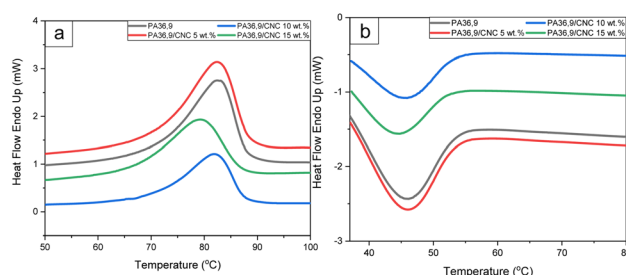 a
PA36,9
PA36,9/CNC 10 wt.%
PA36,9/CNC 5 wt.%
PA36,9/CNC 15 wt.%
Heat Flow Endo Up (mW)
4
3
2
1
0
50
60
70
80
90
100
Temperature (°C)
b
PA36,9
PA36,9/CNC 10 wt.%
PA36,9/CNC 5 wt.%
PA36,9/CNC 15 wt.%
Heat Flow Endo Up (mW)
0
-1
-2
-3
40
50
60
70
80
Temperature (°C)